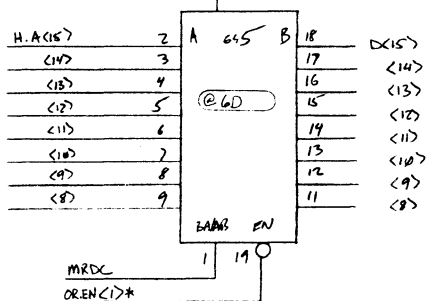 H.A<15> 2 A 645 B 18 D<15>
<14> 3 17 <14>
<13> 4 16 <13>
<12> 5 @6D 15 <12>
<11> 6 14 <11>
<10> 7 13 <10>
<9> 8 12 <9>
<8> 9 11 <8>
EN
1 19
MRDC
OR.EN<1>*